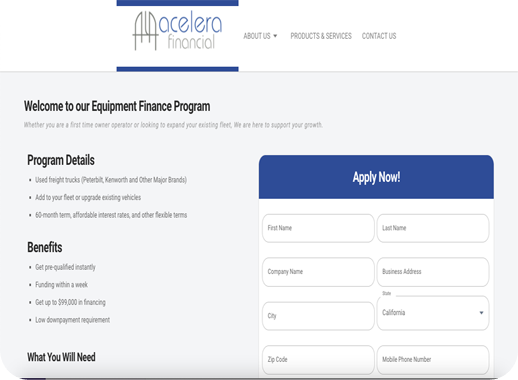 acelera
financial
ABOUT US PRODUCTS & SERVICES CONTACT US
Welcome to our Equipment Finance Program
Whether you are a first time owner operator or looking to expand your existing fleet, We are here to support your growth.
Program Details
Used freight trucks (Peterbilt, Kenworth and Other Major Brands)
Add to your fleet or upgrade existing vehicles
60-month term, affordable interest rates, and other flexible terms
Benefits
Get pre-qualified instantly
Funding within a week
Get up to $99,000 in financing
Low downpayment requirement
What You Will Need
Apply Now!
First Name Last Name
Company Name Business Address
City State California
Zip Code Mobile Phone Number